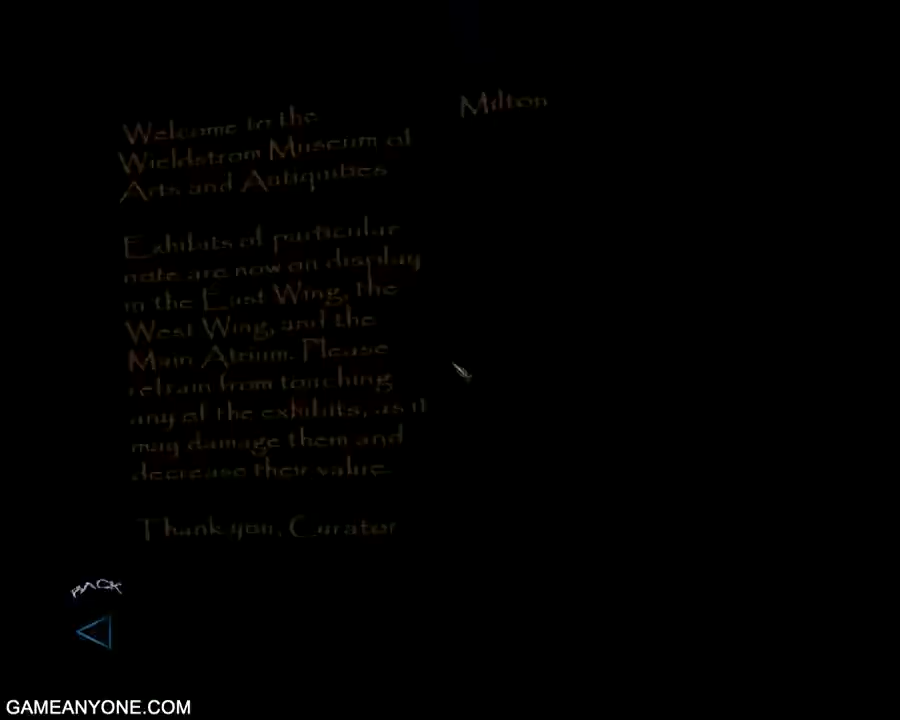 Welcome to the
Wieldstrom Museum of
Arts and Antiquities
Exhibits of particular
note are now on display
in the East Wing, the
West Wing, and the
Main Atrium. Please
refrain from touching
any of the exhibits, as it
may damage them and
decrease their value.
Thank you, Curator
Milton
BACK
GAMEANYONE.COM